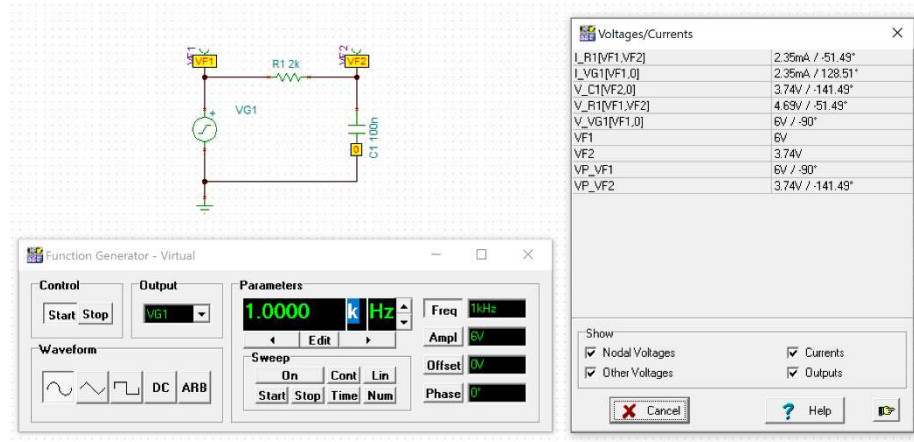 VF1
VF1
VF2
VF2
R1 2k
VG1
+
0
C1 100n
Voltages/Currents
I_R1[VF1,VF2] 2.35mA / -51.49°
I_VG1[VF1,0] 2.35mA / 128.51°
V_C1[VF2,0] 3.74V / -141.49°
V_R1[VF1,VF2] 4.69V / -51.49°
V_VG1[VF1,0] 6V / -90°
VF1 6V
VF2 3.74V
VP_VF1 6V / -90°
VP_VF2 3.74V / -141.49°
Show
Nodal Voltages Currents
Other Voltages Outputs
Cancel ? Help
Function Generator - Virtual
Control Output Parameters
Start Stop VG1 1.0000 k Hz Freq 1kHz
Edit Ampl 6V
Waveform Sweep
On Cont Lin Offset 0V
DC ARB Start Stop Time Num Phase 0°